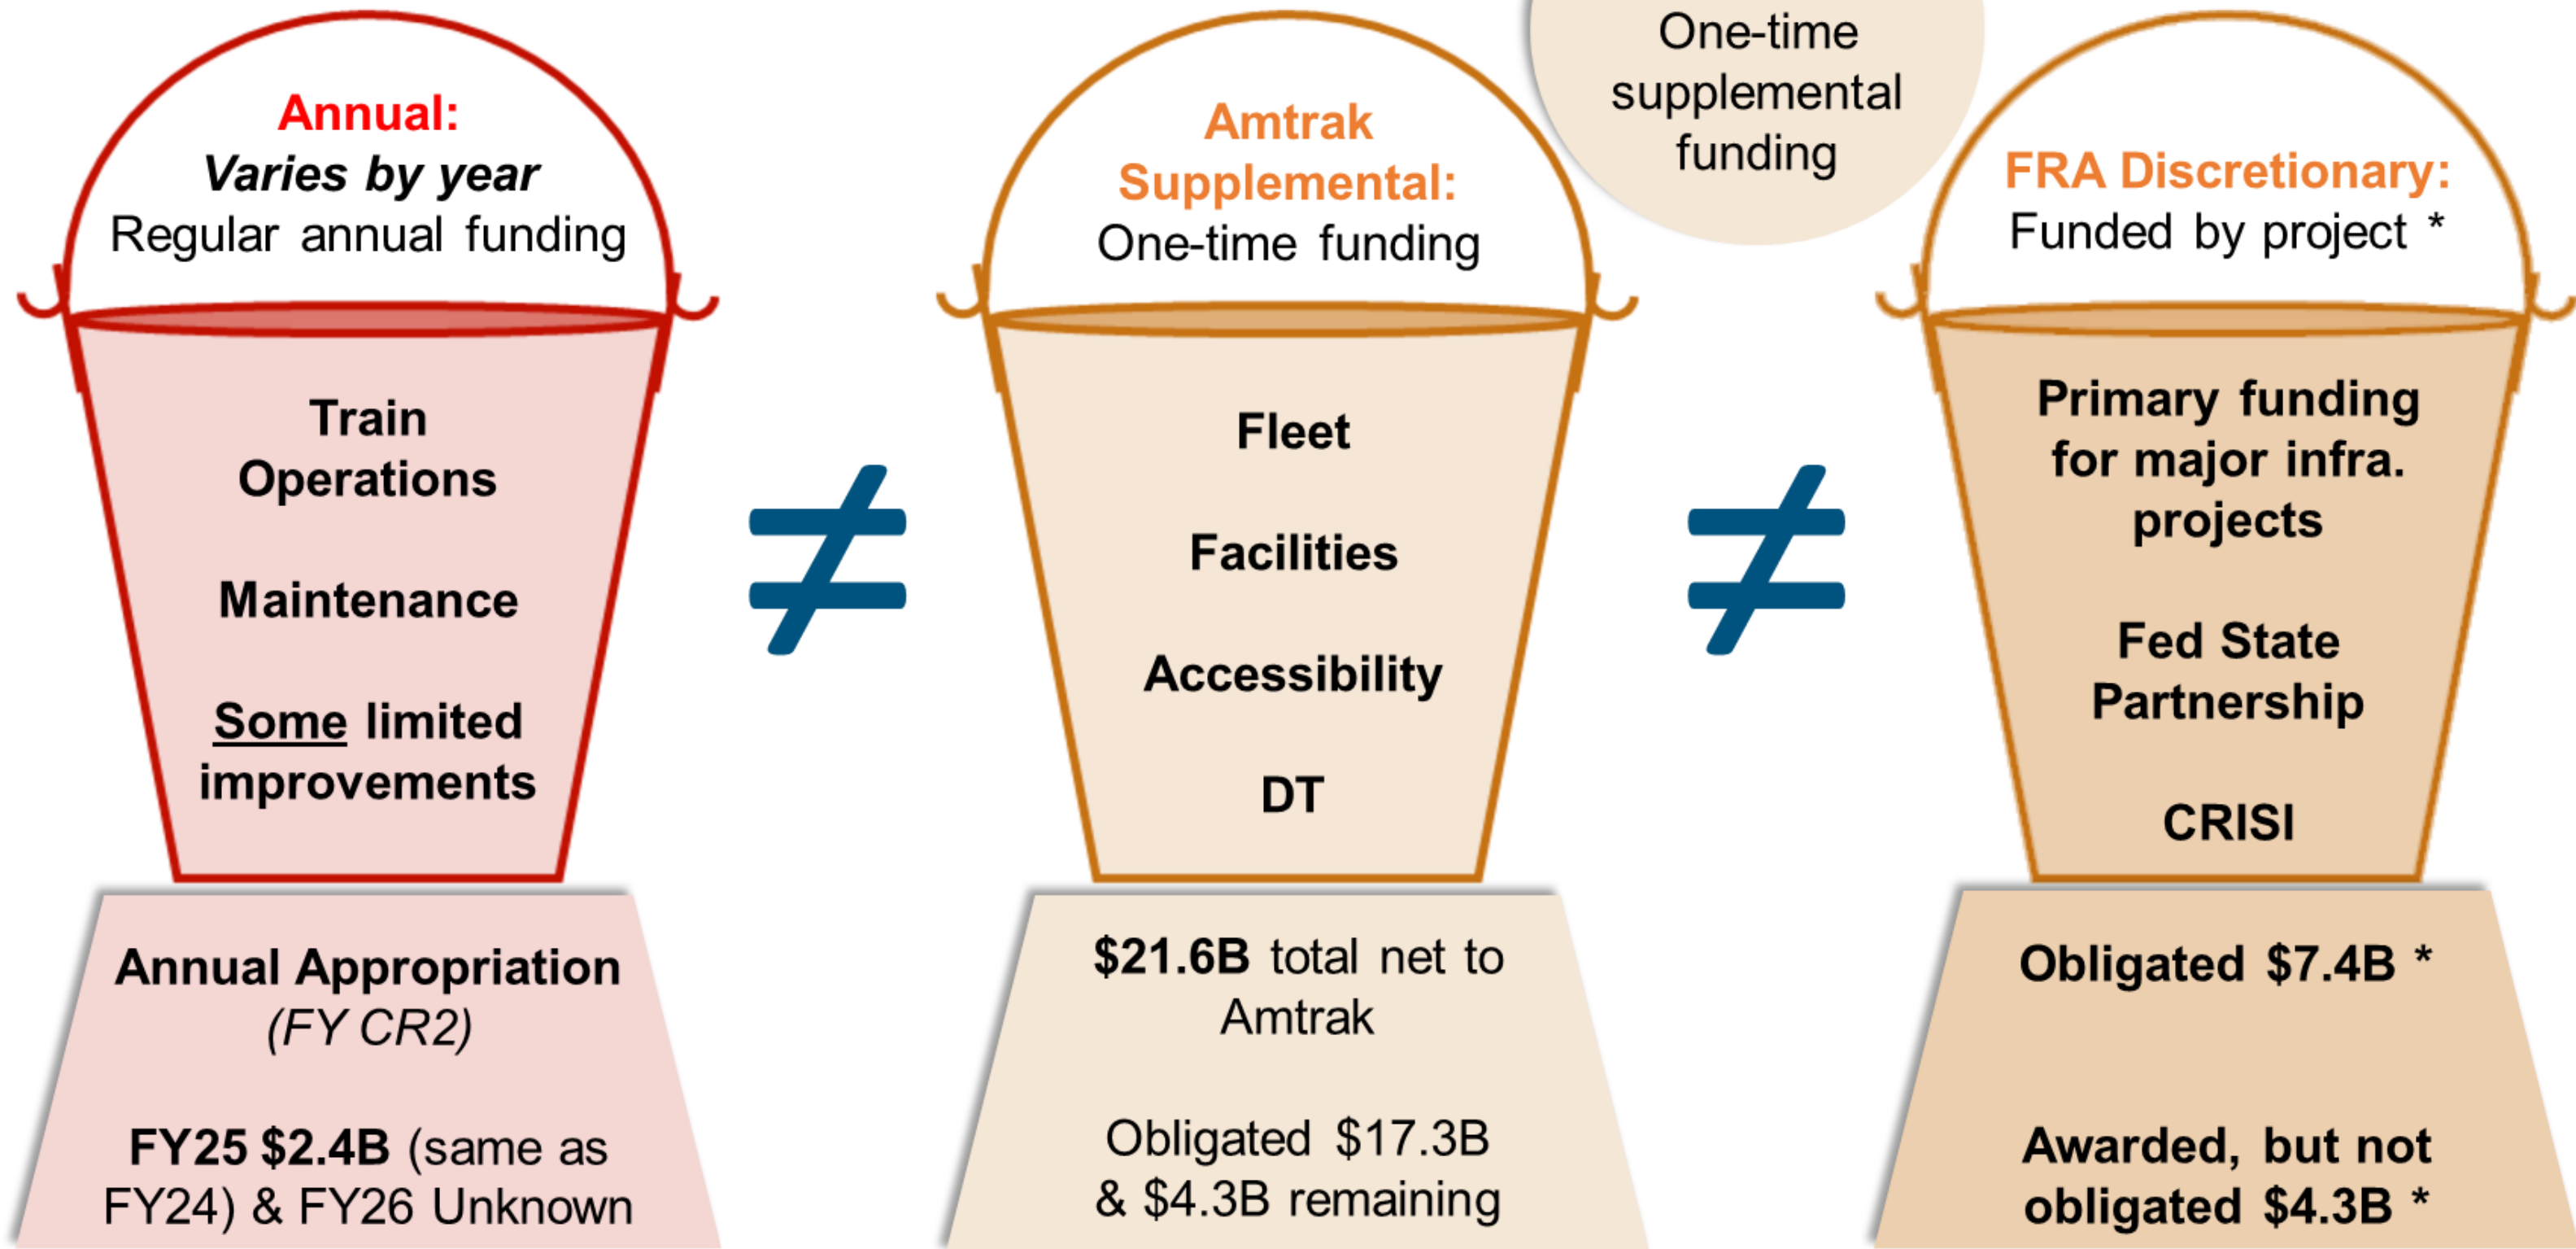 Annual:
Varies by year
Regular annual funding
Train
Operations
Maintenance
Some limited
improvements
Annual Appropriation
(FY CR2)
FY25 $2.4B (same as
FY24) & FY26 Unknown
≠
Amtrak
Supplemental:
One-time funding
Fleet
Facilities
Accessibility
DT
$21.6B total net to
Amtrak
Obligated $17.3B
& $4.3B remaining
One-time
supplemental
funding
≠
FRA Discretionary:
Funded by project *
Primary funding
for major infra.
projects
Fed State
Partnership
CRISI
Obligated $7.4B *
Awarded, but not
obligated $4.3B *